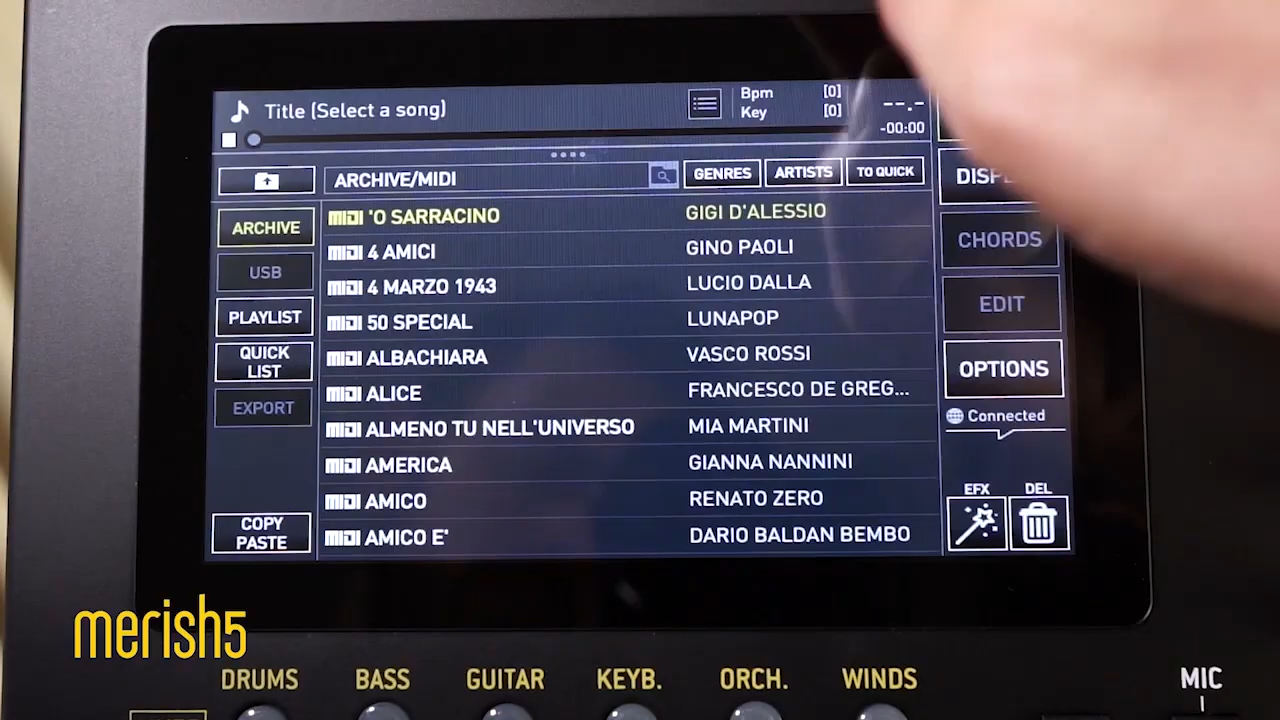 Title (Select a song)
Bpm [0]
Key [0]
--.-
-00:00
ARCHIVE/MIDI
GENRES
ARTISTS
TO QUICK
ARCHIVE
USB
PLAYLIST
QUICK
LIST
EXPORT
COPY
PASTE
MIDI 'O SARRACINO GIGI D'ALESSIO
MIDI 4 AMICI GINO PAOLI
MIDI 4 MARZO 1943 LUCIO DALLA
MIDI 50 SPECIAL LUNAPOP
MIDI ALBACHIARA VASCO ROSSI
MIDI ALICE FRANCESCO DE GREG...
MIDI ALMENO TU NELL'UNIVERSO MIA MARTINI
MIDI AMERICA GIANNA NANNINI
MIDI AMICO RENATO ZERO
MIDI AMICO E' DARIO BALDAN BEMBO
CHORDS
EDIT
OPTIONS
Connected
EFX DEL
merish5
DRUMS BASS GUITAR KEYB. ORCH. WINDS MIC